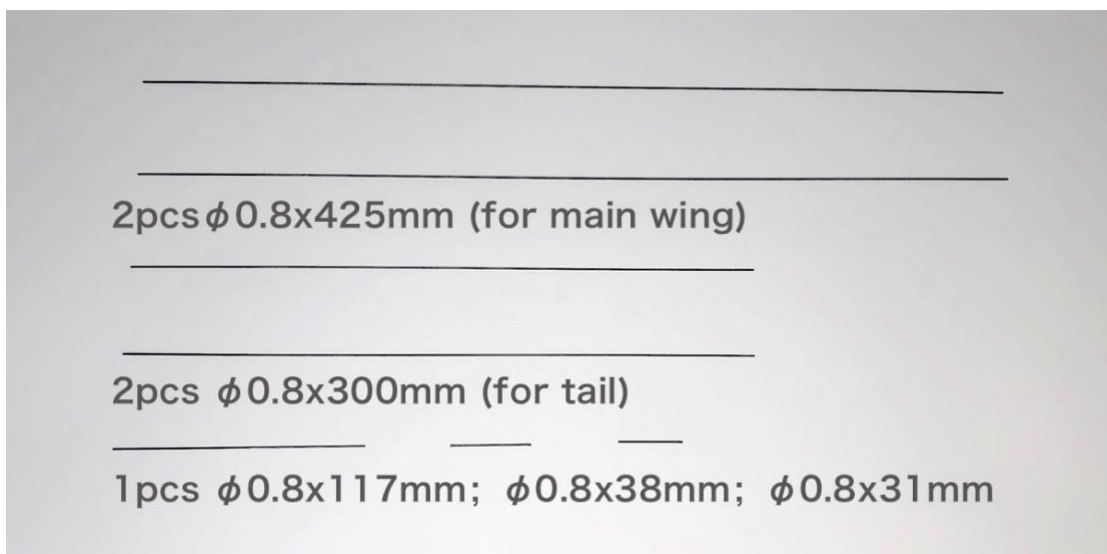 2pcsϕ0.8x425mm (for main wing)
2pcs ϕ0.8x300mm (for tail)
1pcs ϕ0.8x117mm; ϕ0.8x38mm; ϕ0.8x31mm